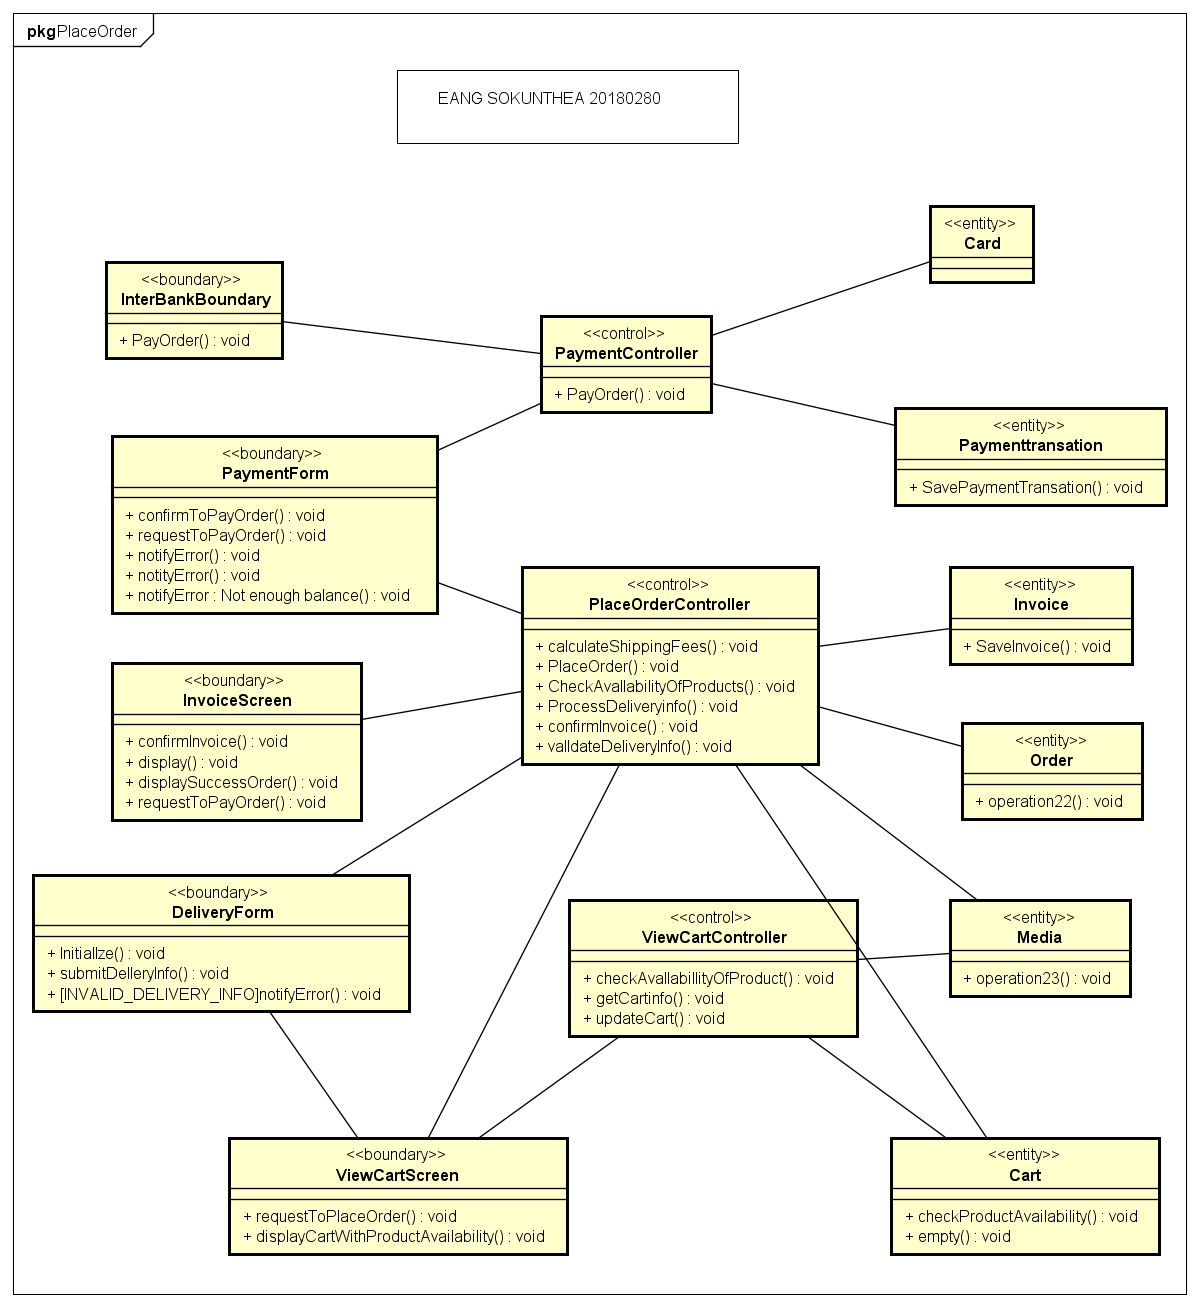 pkg PlaceOrder
EANG SOKUNTHEA 20180280
<<entity>>
Card
<<boundary>>
InterBankBoundary
+ PayOrder() : void
<<control>>
PaymentController
+ PayOrder() : void
<<entity>>
Paymenttransation
+ SavePaymentTransation() : void
<<boundary>>
PaymentForm
+ confirmToPayOrder() : void
+ requestToPayOrder() : void
+ notifyError() : void
+ notityError() : void
+ notifyError : Not enough balance() : void
<<control>>
PlaceOrderController
+ calculateShippingFees() : void
+ PlaceOrder() : void
+ CheckAvallabilityOfProducts() : void
+ ProcessDeliveryinfo() : void
+ confirmInvoice() : void
+ valldateDeliveryInfo() : void
<<entity>>
Invoice
+ SaveInvoice() : void
<<boundary>>
InvoiceScreen
+ confirmInvoice() : void
+ display() : void
+ displaySuccessOrder() : void
+ requestToPayOrder() : void
<<entity>>
Order
+ operation22() : void
<<boundary>>
DeliveryForm
+ Initiallze() : void
+ submitDelleryInfo() : void
+ [INVALID_DELIVERY_INFO]notifyError() : void
<<control>>
ViewCartController
+ checkAvallabillityOfProduct() : void
+ getCartinfo() : void
+ updateCart() : void
<<entity>>
Media
+ operation23() : void
<<boundary>>
ViewCartScreen
+ requestToPlaceOrder() : void
+ displayCartWithProductAvailability() : void
<<entity>>
Cart
+ checkProductAvailability() : void
+ empty() : void